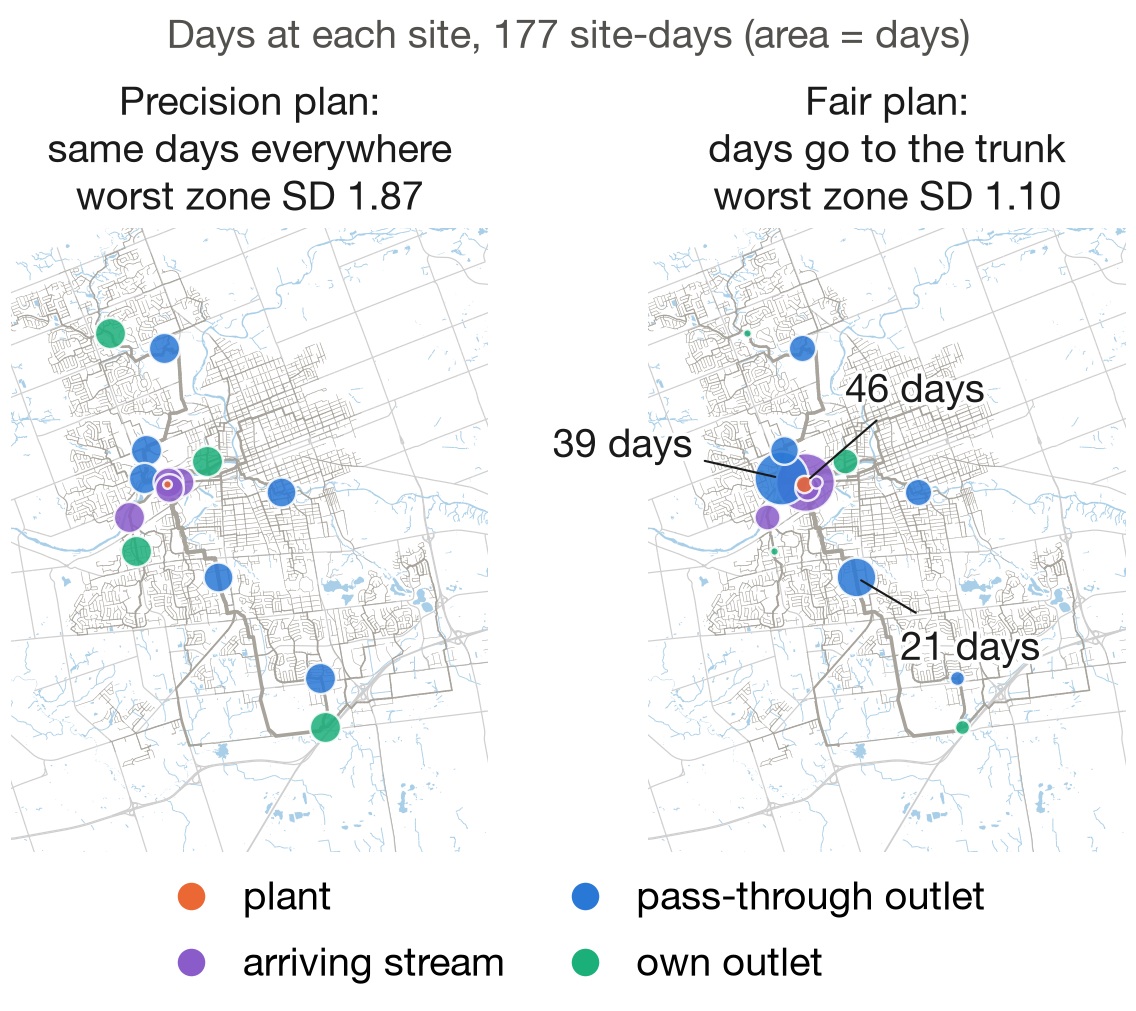 Days at each site, 177 site-days (area = days)
Precision plan:
same days everywhere
worst zone SD 1.87
Fair plan:
days go to the trunk
worst zone SD 1.10
46 days
39 days
21 days
plant
pass-through outlet
arriving stream
own outlet